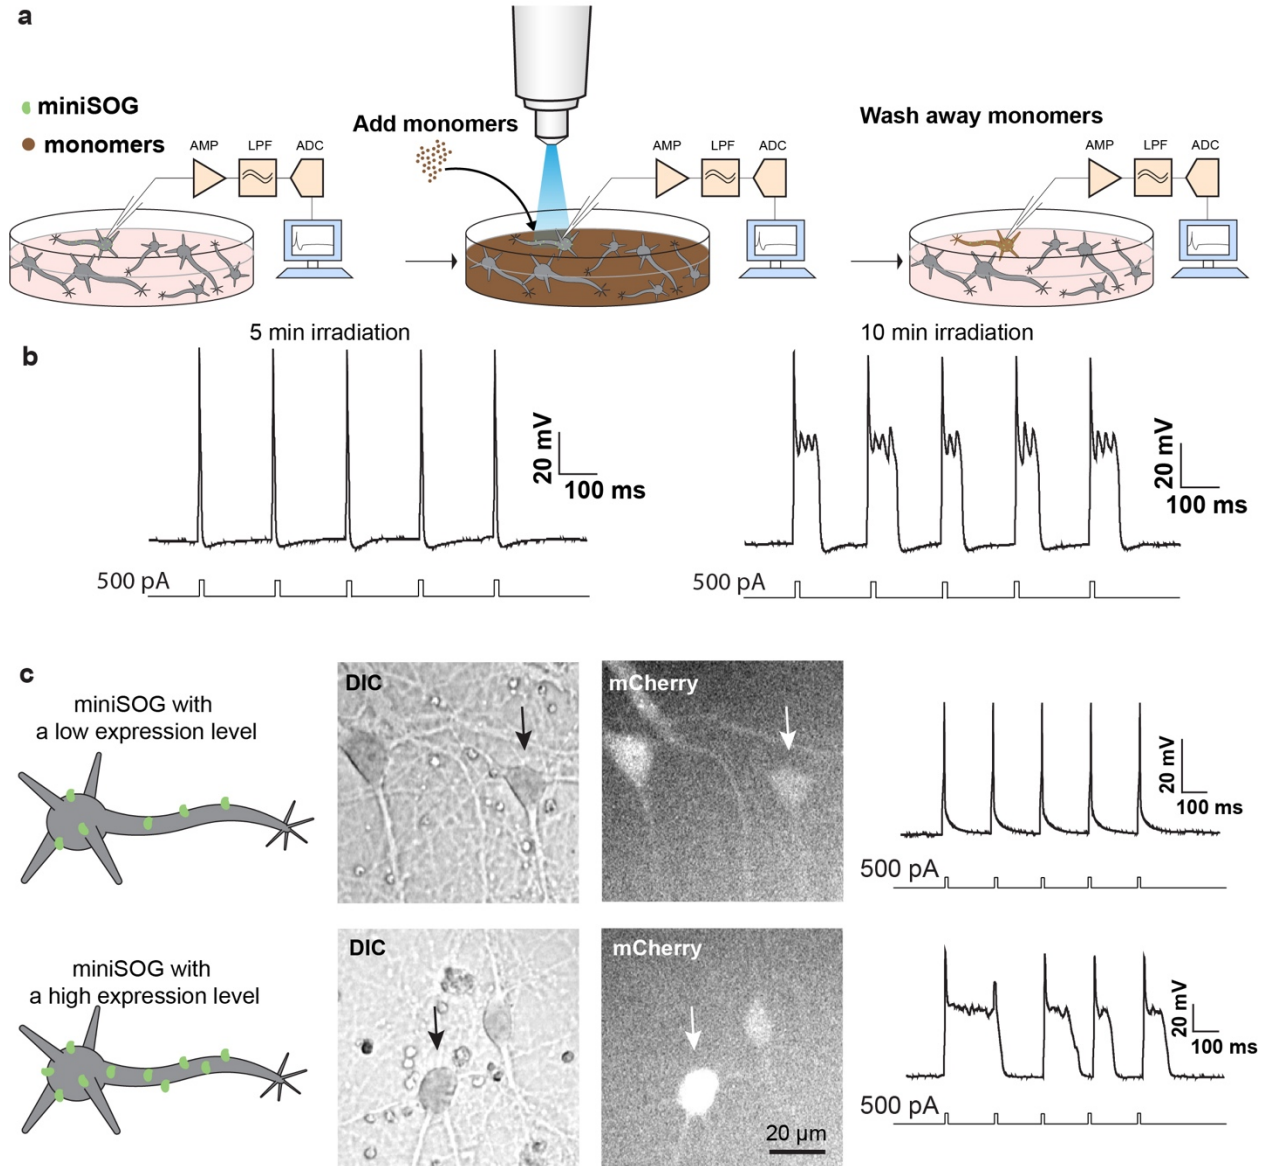 a
miniSOG
monomers
Add monomers
Wash away monomers
AMP LPF ADC
AMP LPF ADC
AMP LPF ADC
b
5 min irradiation
10 min irradiation
20 mV
100 ms
20 mV
100 ms
500 pA
500 pA
c
miniSOG with
a low expression level
DIC
mCherry
20 mV
100 ms
500 pA
miniSOG with
a high expression level
DIC
mCherry
20 μm
20 mV
100 ms
500 pA